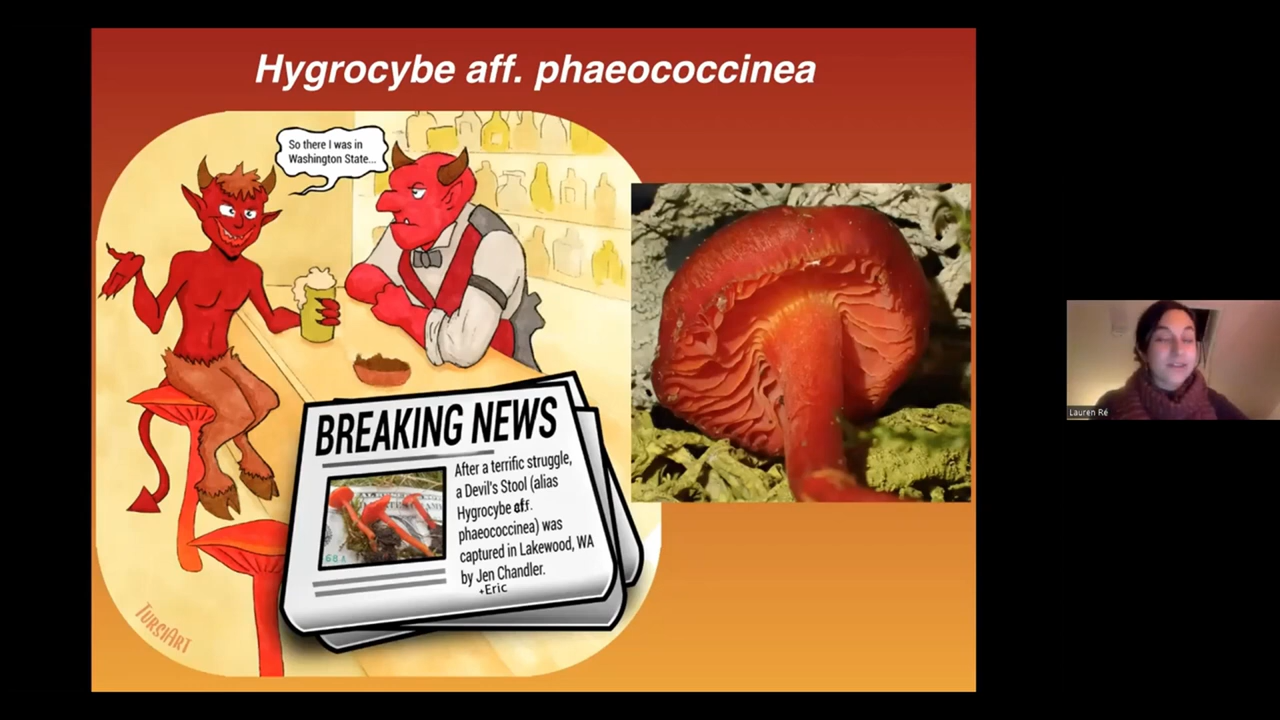 Hygrocybe aff. phaeococcinea
So there I was in
Washington State...
BREAKING NEWS
After a terrific struggle,
a Devil's Stool (alias
Hygrocybe aff.
phaeococcinea) was
captured in Lakewood, WA
by Jen Chandler.
+Eric
TURSIART
Lauren Ré